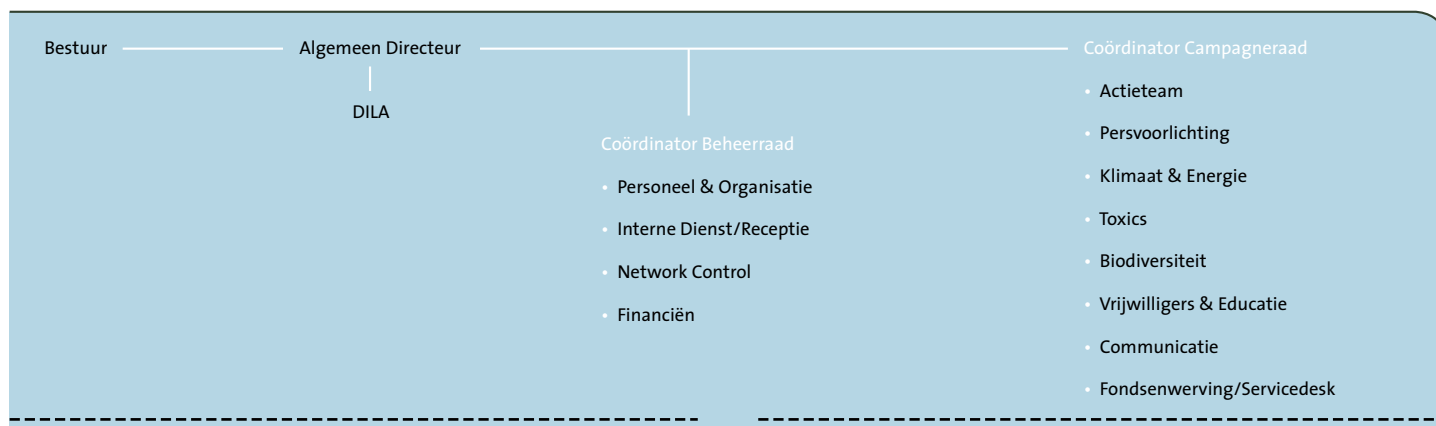 Bestuur
Algemeen Directeur
DILA
Coördinator Beheerraad
• Personeel & Organisatie
• Interne Dienst/Receptie
• Network Control
• Financiën
Coördinator Campagneraad
• Actieteam
• Persvoorlichting
• Klimaat & Energie
• Toxics
• Biodiversiteit
• Vrijwilligers & Educatie
• Communicatie
• Fondsenwerving/Servicedesk